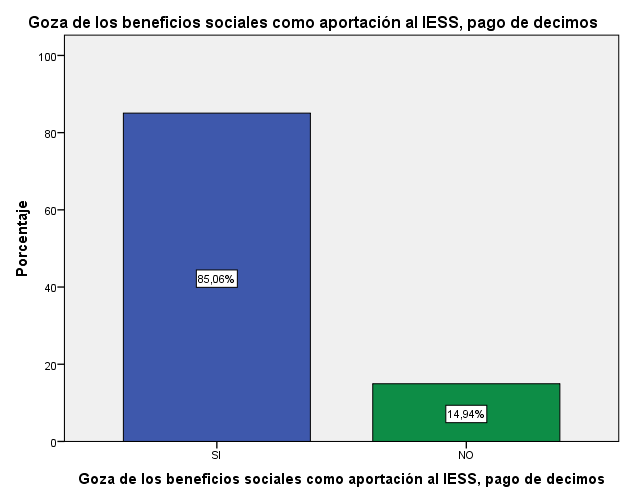 Goza de los beneficios sociales como aportación al IESS, pago de decimos
Porcentaje
100
80
60
40
20
0
85,06%
14,94%
SI
NO
Goza de los beneficios sociales como aportación al IESS, pago de decimos